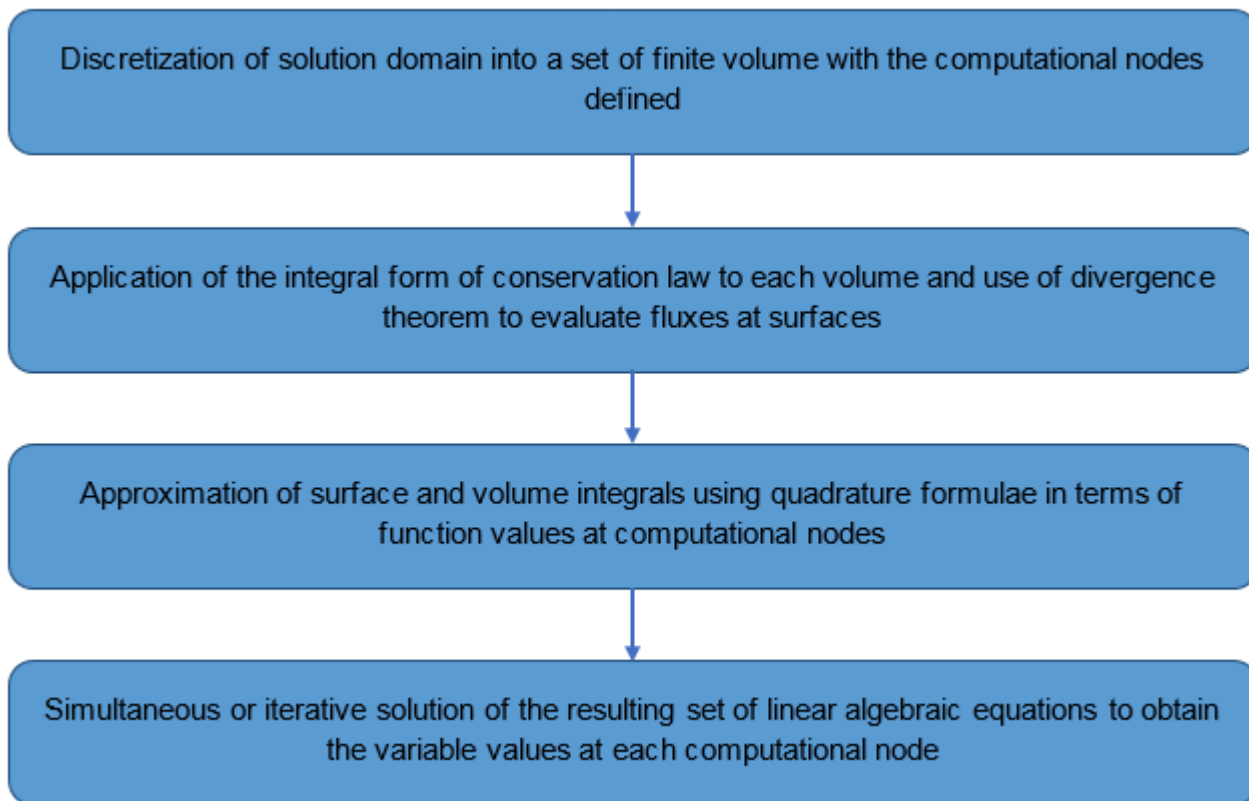 Discretization of solution domain into a set of finite volume with the computational nodes
defined
Application of the integral form of conservation law to each volume and use of divergence
theorem to evaluate fluxes at surfaces
Approximation of surface and volume integrals using quadrature formulae in terms of
function values at computational nodes
Simultaneous or iterative solution of the resulting set of linear algebraic equations to obtain
the variable values at each computational node